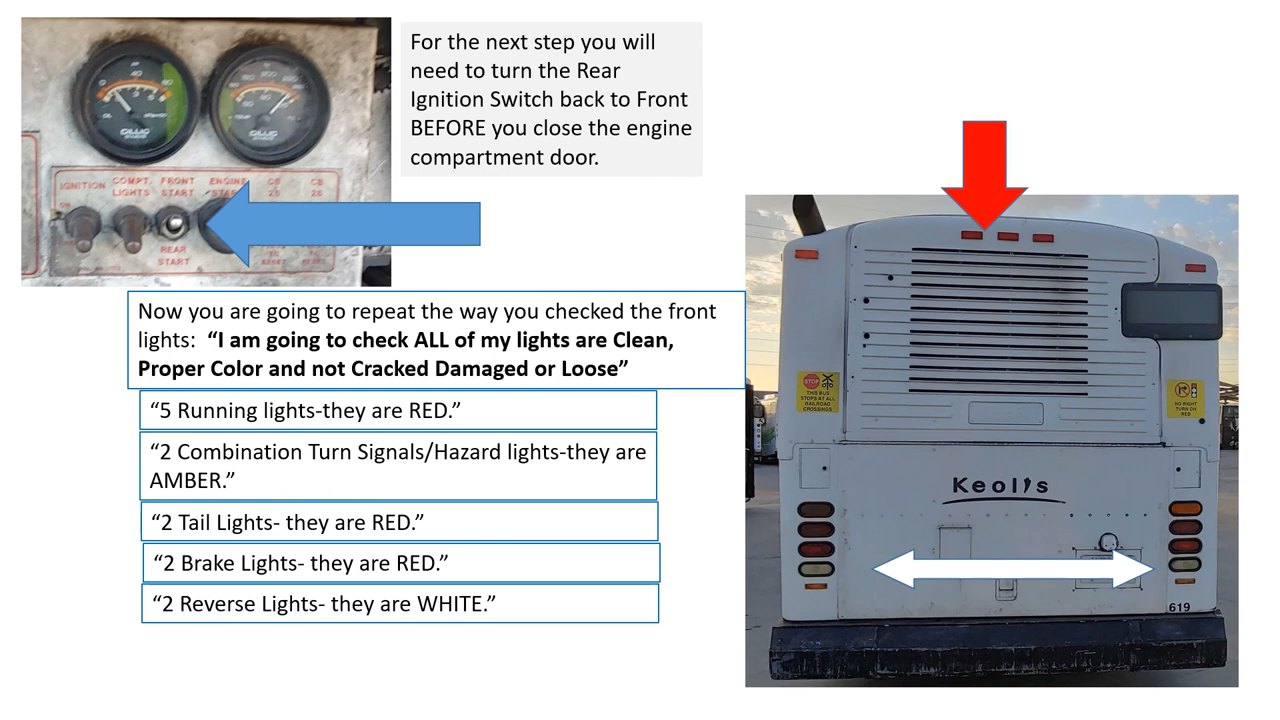 For the next step you will
need to turn the Rear
Ignition Switch back to Front
BEFORE you close the engine
compartment door.
GILLIG
GILLIG
IGNITION
COMPT. LIGHTS
FRONT START
ENGINE
ON
REAR START
Now you are going to repeat the way you checked the front
lights:  “I am going to check ALL of my lights are Clean,
Proper Color and not Cracked Damaged or Loose”
“5 Running lights-they are RED.”
“2 Combination Turn Signals/Hazard lights-they are
AMBER.”
“2 Tail Lights- they are RED.”
“2 Brake Lights- they are RED.”
“2 Reverse Lights- they are WHITE.”
STOP
THIS BUS
STOPS AT ALL
RAILROAD
CROSSINGS
NO RIGHT
TURN ON
RED
Keolis
619